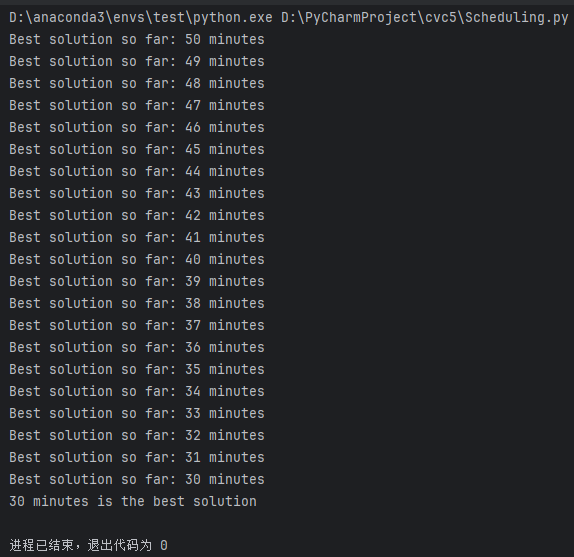 D:\anaconda3\envs\test\python.exe D:\PyCharmProject\cvc5\Scheduling.py
Best solution so far: 50 minutes
Best solution so far: 49 minutes
Best solution so far: 48 minutes
Best solution so far: 47 minutes
Best solution so far: 46 minutes
Best solution so far: 45 minutes
Best solution so far: 44 minutes
Best solution so far: 43 minutes
Best solution so far: 42 minutes
Best solution so far: 41 minutes
Best solution so far: 40 minutes
Best solution so far: 39 minutes
Best solution so far: 38 minutes
Best solution so far: 37 minutes
Best solution so far: 36 minutes
Best solution so far: 35 minutes
Best solution so far: 34 minutes
Best solution so far: 33 minutes
Best solution so far: 32 minutes
Best solution so far: 31 minutes
Best solution so far: 30 minutes
30 minutes is the best solution
进程已结束，退出代码为 0